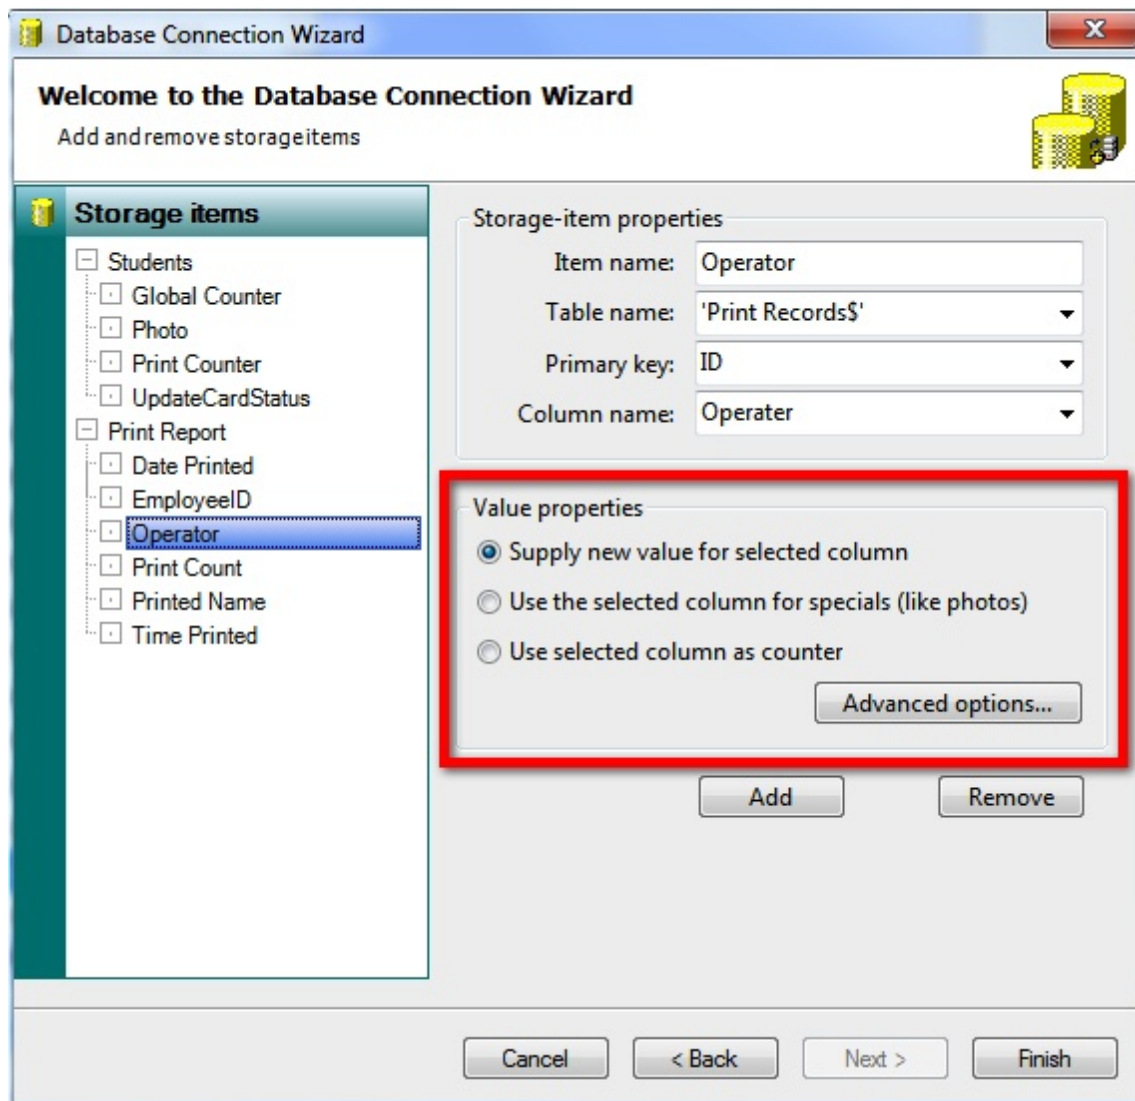 Database Connection Wizard
Welcome to the Database Connection Wizard
Add and remove storage items
Storage items
Students
Global Counter
Photo
Print Counter
UpdateCardStatus
Print Report
Date Printed
EmployeeID
Operator
Print Count
Printed Name
Time Printed
Storage-item properties
Item name: Operator
Table name: 'Print Records$'
Primary key: ID
Column name: Operater
Value properties
Supply new value for selected column
Use the selected column for specials (like photos)
Use selected column as counter
Advanced options...
Add Remove
Cancel < Back Next > Finish